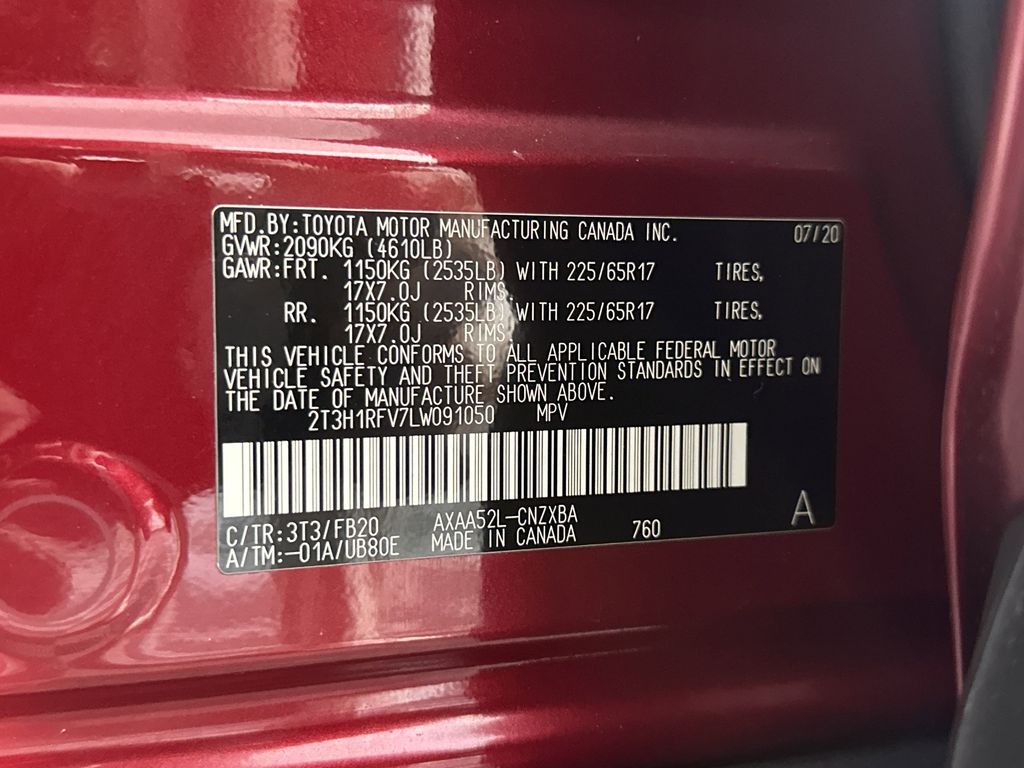 MFD.BY:TOYOTA MOTOR MANUFACTURING CANADA INC. 07/20
GVWR:2090KG (4610LB)
GAWR:FRT. 1150KG (2535LB) WITH 225/65R17 TIRES,
17X7.0J RIMS.
RR. 1150KG (2535LB) WITH 225/65R17 TIRES,
17X7.0J RIMS.
THIS VEHICLE CONFORMS TO ALL APPLICABLE FEDERAL MOTOR
VEHICLE SAFETY AND THEFT PREVENTION STANDARDS IN EFFECT ON
THE DATE OF MANUFACTURE SHOWN ABOVE.
2T3H1RFV7LW091050 MPV
C/TR:3T3/FB20 AXAA52L-CNZXBA 760 A
A/TM:-01A/UB80E MADE IN CANADA